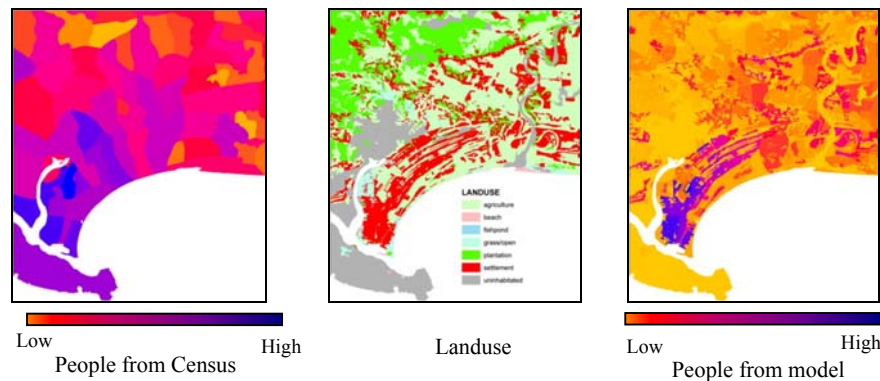 LANDUSE
agriculture
beach
fishpond
grass/open
plantation
settlement
uninhabitated
Low High
People from Census
Landuse
Low High
People from model